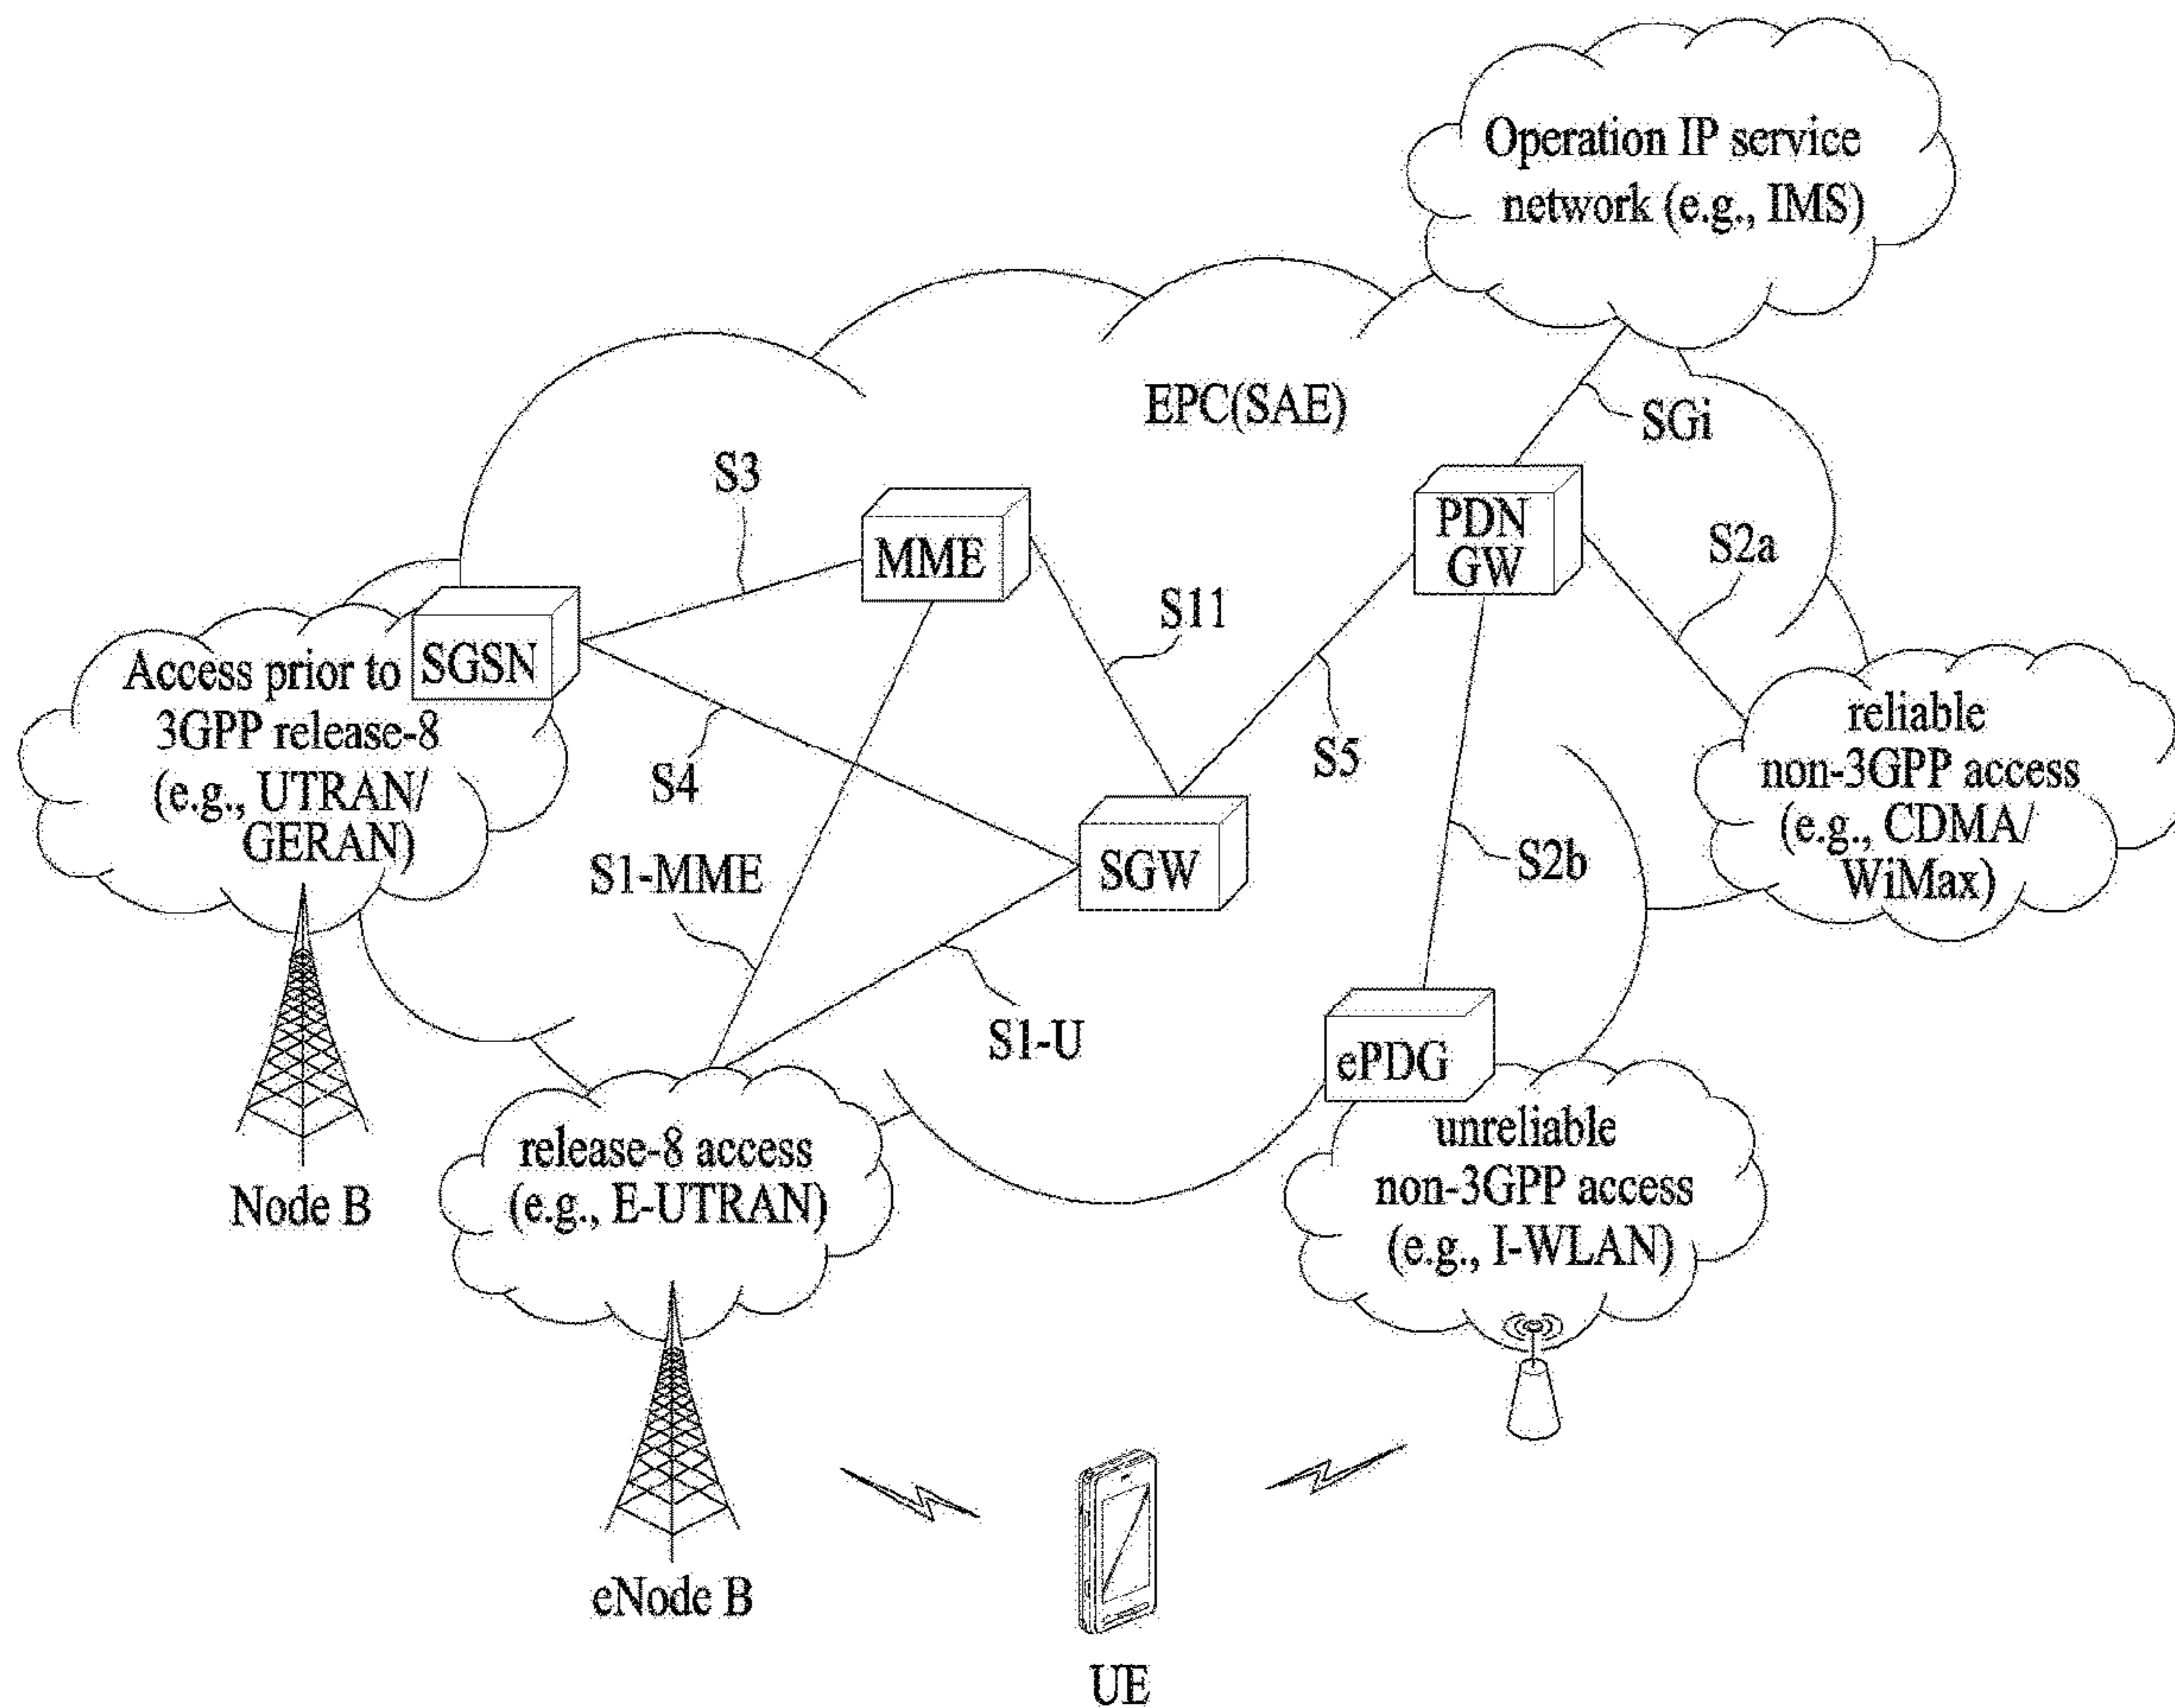 Operation IP service
network (e.g., IMS)
EPC(SAE)
SGi
S3
MME
PDN
GW
S2a
S11
SGSN
Access prior to
3GPP release-8
(e.g., UTRAN/
GERAN)
S4
S5
reliable
non-3GPP access
(e.g., CDMA/
WiMax)
S1-MME
SGW
S2b
S1-U
ePDG
unreliable
non-3GPP access
(e.g., I-WLAN)
release-8 access
(e.g., E-UTRAN)
Node B
eNode B
UE